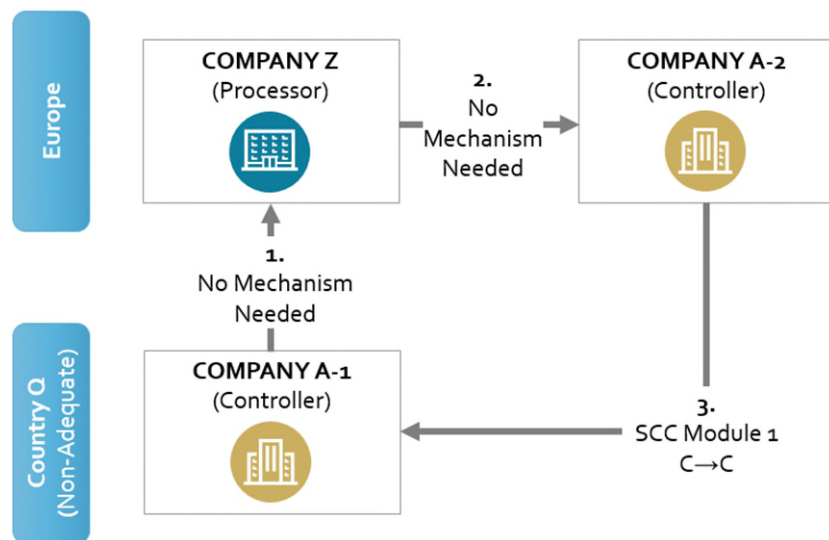 Europe
COMPANY Z
(Processor)
2.
No
Mechanism
Needed
COMPANY A-2
(Controller)
1.
No Mechanism
Needed
Country Q
(Non-Adequate)
COMPANY A-1
(Controller)
3.
SCC Module 1
C→C